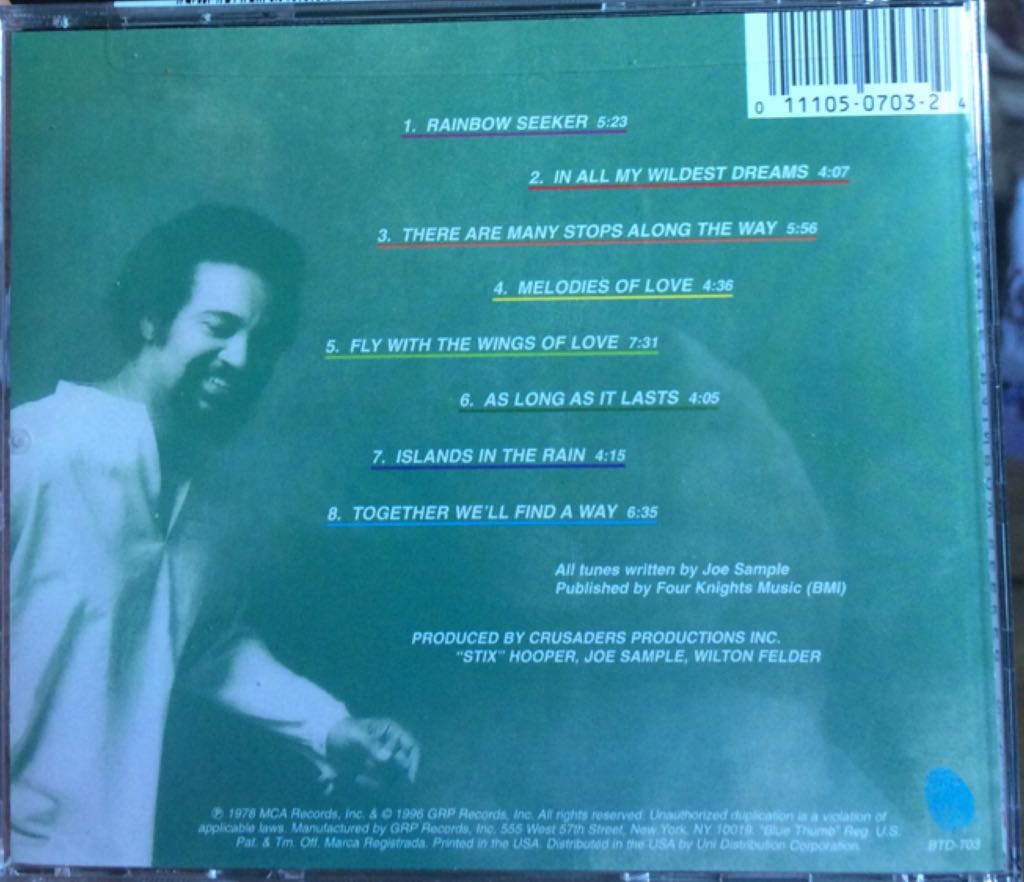 0 11105-0703-2 4
1. RAINBOW SEEKER 5:23
2. IN ALL MY WILDEST DREAMS 4:07
3. THERE ARE MANY STOPS ALONG THE WAY 5:56
4. MELODIES OF LOVE 4:36
5. FLY WITH THE WINGS OF LOVE 7:31
6. AS LONG AS IT LASTS 4:05
7. ISLANDS IN THE RAIN 4:15
8. TOGETHER WE'LL FIND A WAY 6:35
All tunes written by Joe Sample
Published by Four Knights Music (BMI)
PRODUCED BY CRUSADERS PRODUCTIONS INC.
"STIX" HOOPER, JOE SAMPLE, WILTON FELDER
℗ 1978 MCA Records, Inc. & © 1996 GRP Records, Inc. All rights reserved. Unauthorized duplication is a violation of
applicable laws. Manufactured by GRP Records, Inc. 555 West 57th Street, New York, NY 10019. "Blue Thumb" Reg. U.S.
Pat. & Tm. Off. Marca Registrada. Printed in the USA. Distributed in the USA by Uni Distribution Corporation.
BTD-703